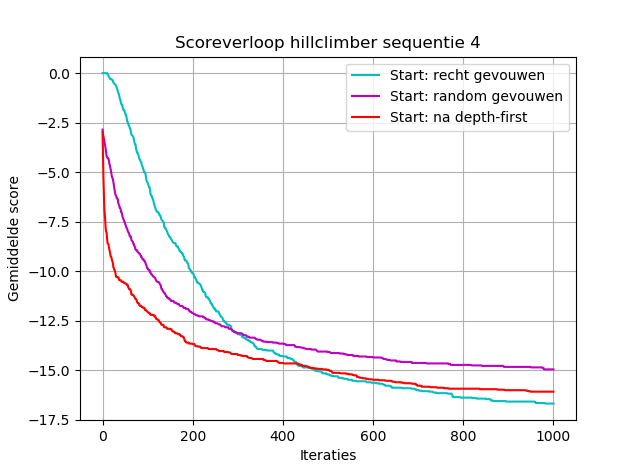 Scoreverloop hillclimber sequentie 4
Start: recht gevouwen
Start: random gevouwen
Start: na depth-first
Gemiddelde score
0.0
−2.5
−5.0
−7.5
−10.0
−12.5
−15.0
−17.5
0 200 400 600 800 1000
Iteraties